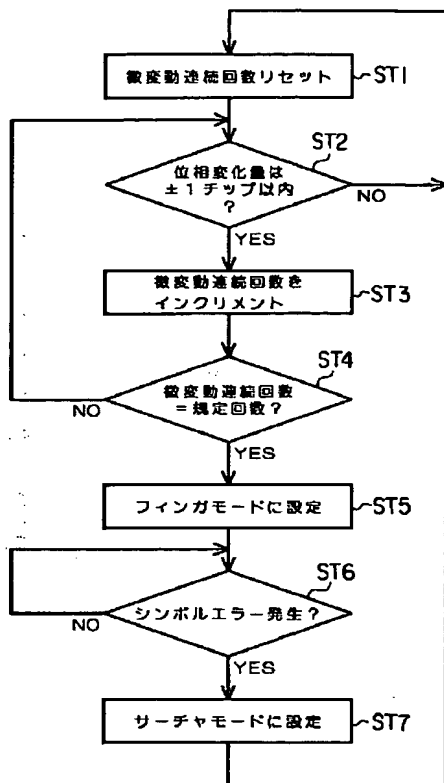 微変動連続回数リセット
ST1
ST2
位相変化量は
±1チップ以内
?
NO
YES
微変動連続回数を
インクリメント
ST3
ST4
微変動連続回数
=規定回数?
NO
YES
フィンガモードに設定
ST5
ST6
シンボルエラー発生?
NO
YES
サーチャモードに設定
ST7